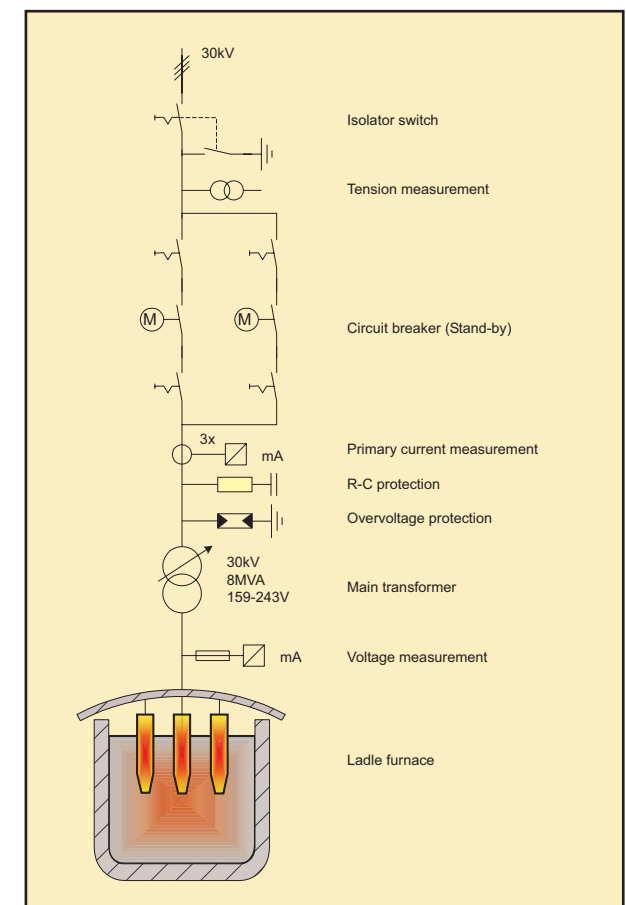 30kV
Isolator switch
Tension measurement
M
M
Circuit breaker (Stand-by)
3x
mA
Primary current measurement
R-C protection
Overvoltage protection
30kV
8MVA
159-243V
Main transformer
mA
Voltage measurement
Ladle furnace